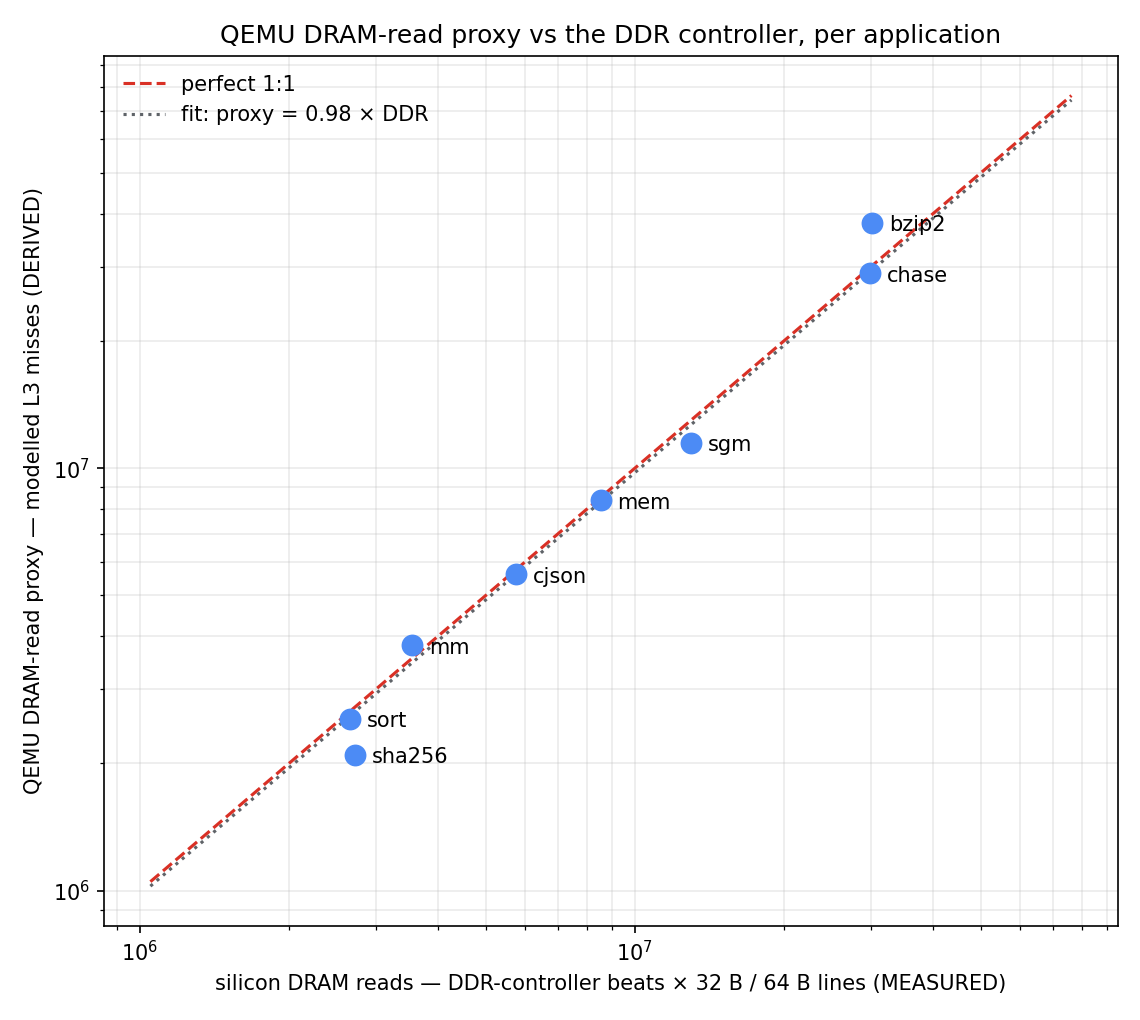 QEMU DRAM-read proxy vs the DDR controller, per application
perfect 1:1
fit: proxy = 0.98 × DDR
QEMU DRAM-read proxy — modelled L3 misses (DERIVED)
bzip2
chase
sgm
10⁷
mem
cjson
mm
sort
sha256
10⁶
10⁶
10⁷
silicon DRAM reads — DDR-controller beats × 32 B / 64 B lines (MEASURED)